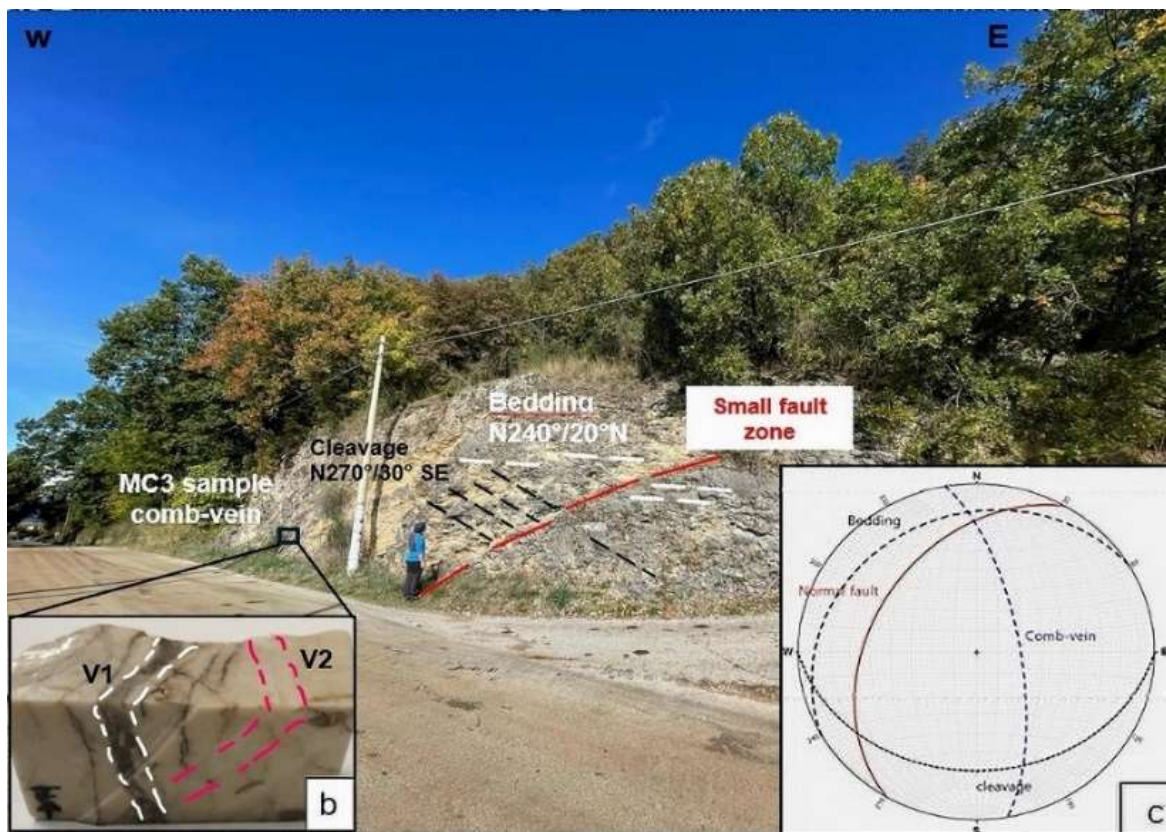 W
E
Bedding
N240°/20°N
Small fault
zone
Cleavage
N270°/30° SE
MC3 sample
comb-vein
V1
V2
b
N
Bedding
Normal fault
W
Comb-vein
cleavage
S
C